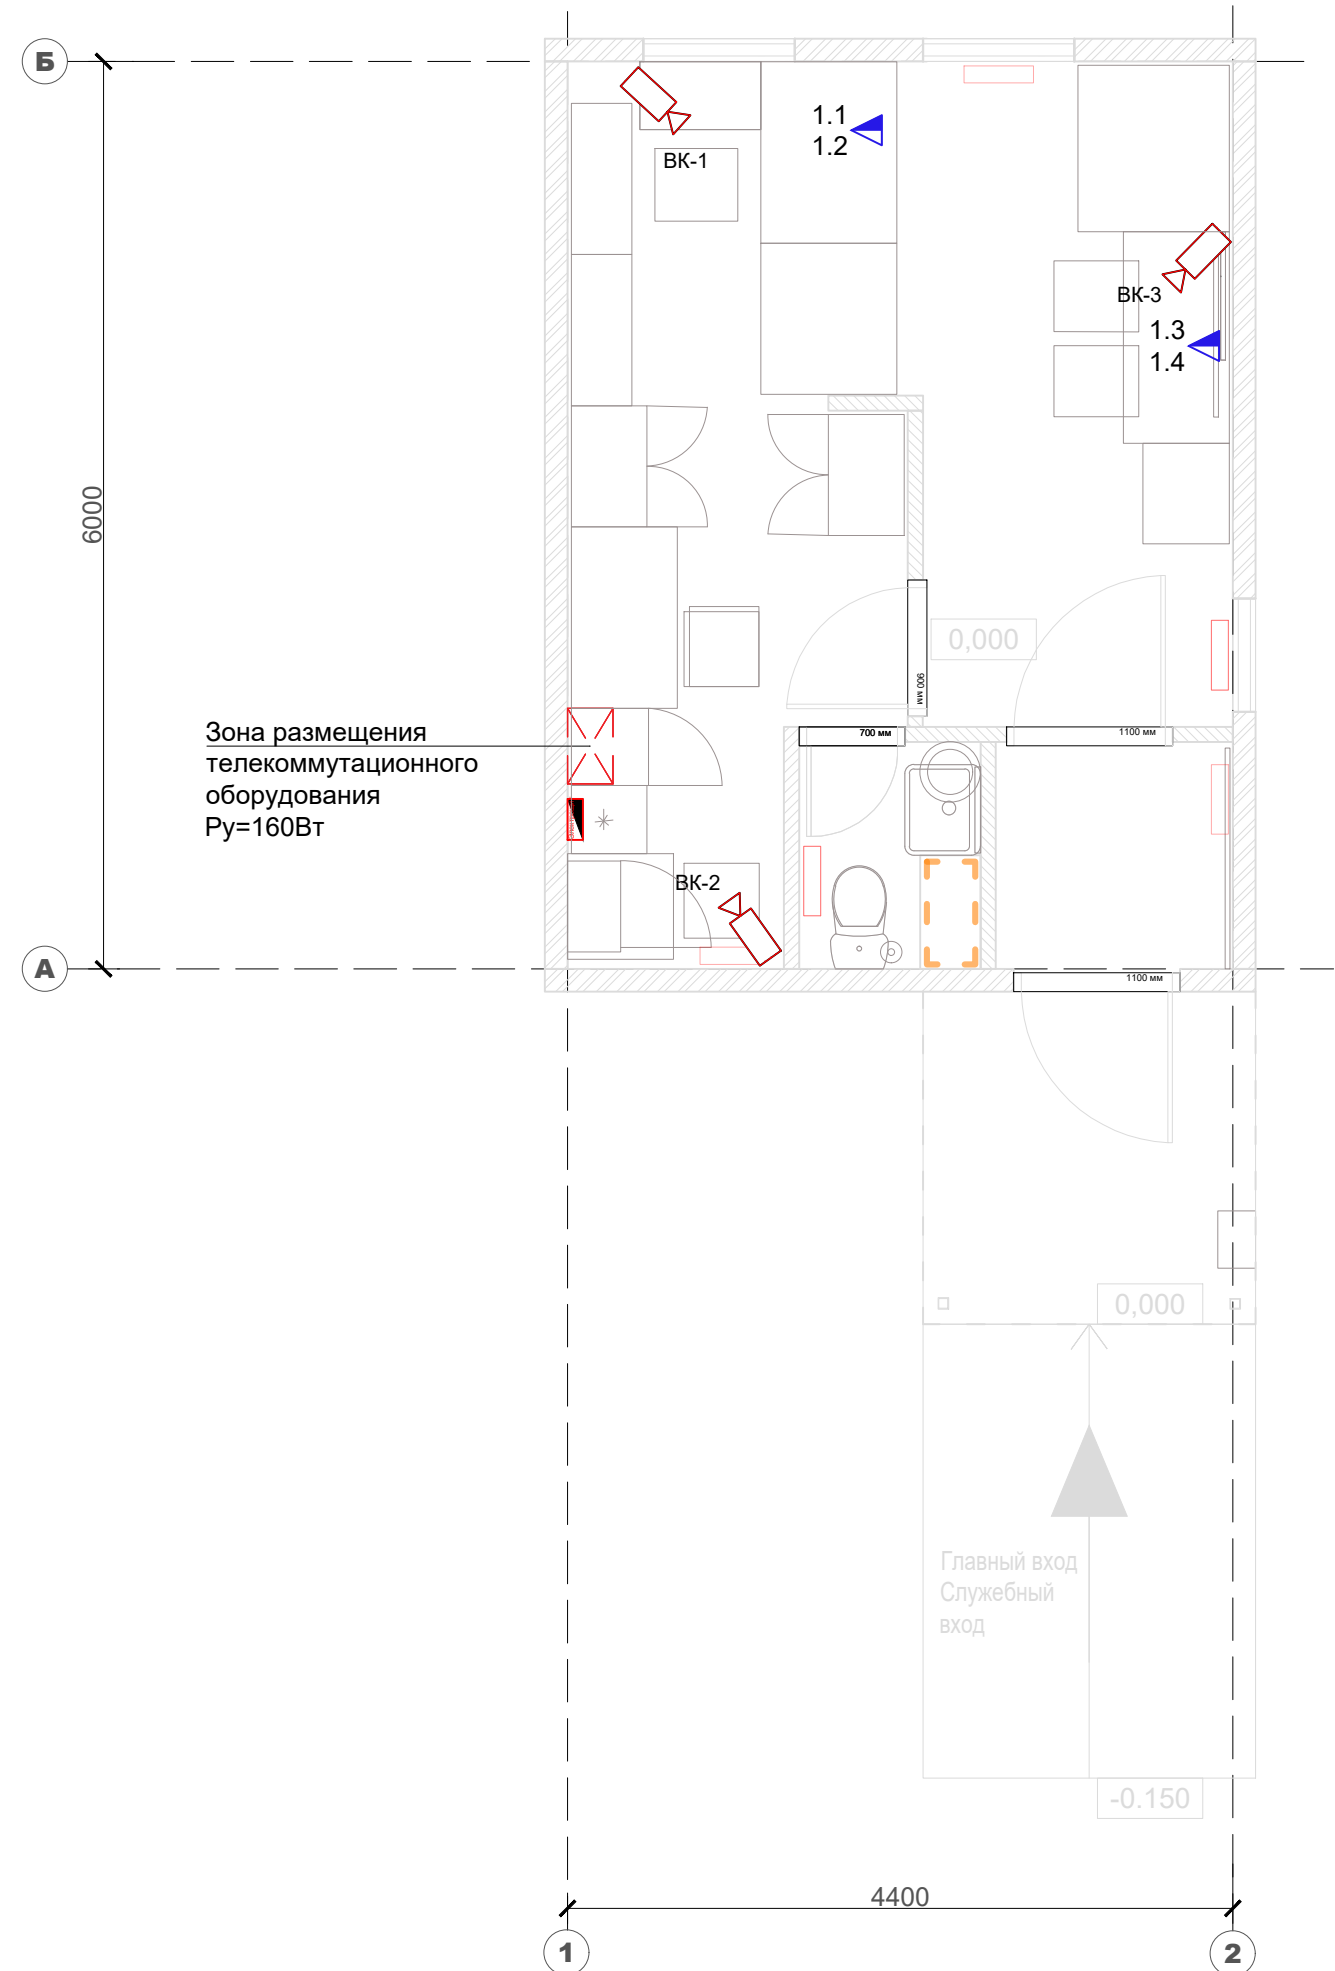 Б
1.1
1.2
ВК-1
ВК-3
1.3
1.4
6000
0,000
900 мм
Зона размещения
телекоммутационного
оборудования
Ру=160Вт
700 мм
1100 мм
ВК-2
А
1100 мм
0,000
Главный вход
Служебный
вход
-0.150
4400
1
2